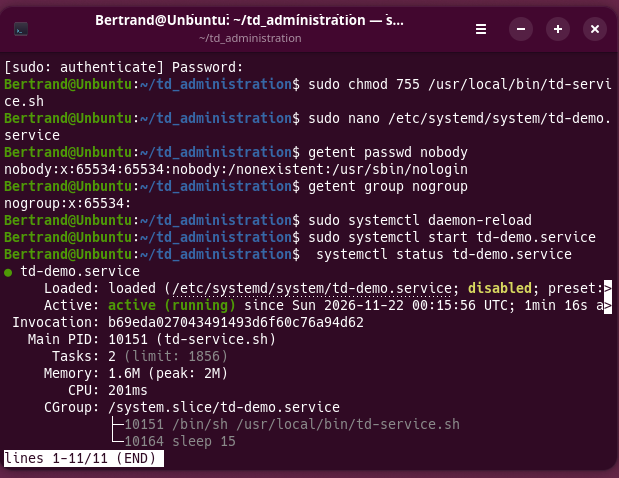 Bertrand@Unbuntu: ~/td_administration — s...
~/td_administration
[sudo: authenticate] Password:
Bertrand@Unbuntu:~/td_administration$ sudo chmod 755 /usr/local/bin/td-servi
ce.sh
Bertrand@Unbuntu:~/td_administration$ sudo nano /etc/systemd/system/td-demo.
service
Bertrand@Unbuntu:~/td_administration$ getent passwd nobody
nobody:x:65534:65534:nobody:/nonexistent:/usr/sbin/nologin
Bertrand@Unbuntu:~/td_administration$ getent group nogroup
nogroup:x:65534:
Bertrand@Unbuntu:~/td_administration$ sudo systemctl daemon-reload
Bertrand@Unbuntu:~/td_administration$ sudo systemctl start td-demo.service
Bertrand@Unbuntu:~/td_administration$  systemctl status td-demo.service
● td-demo.service
     Loaded: loaded (/etc/systemd/system/td-demo.service; disabled; preset:>
     Active: active (running) since Sun 2026-11-22 00:15:56 UTC; 1min 16s a>
 Invocation: b69eda027043491493d6f60c76a94d62
   Main PID: 10151 (td-service.sh)
      Tasks: 2 (limit: 1856)
     Memory: 1.6M (peak: 2M)
        CPU: 201ms
     CGroup: /system.slice/td-demo.service
             ├─10151 /bin/sh /usr/local/bin/td-service.sh
             └─10164 sleep 15
lines 1-11/11 (END)